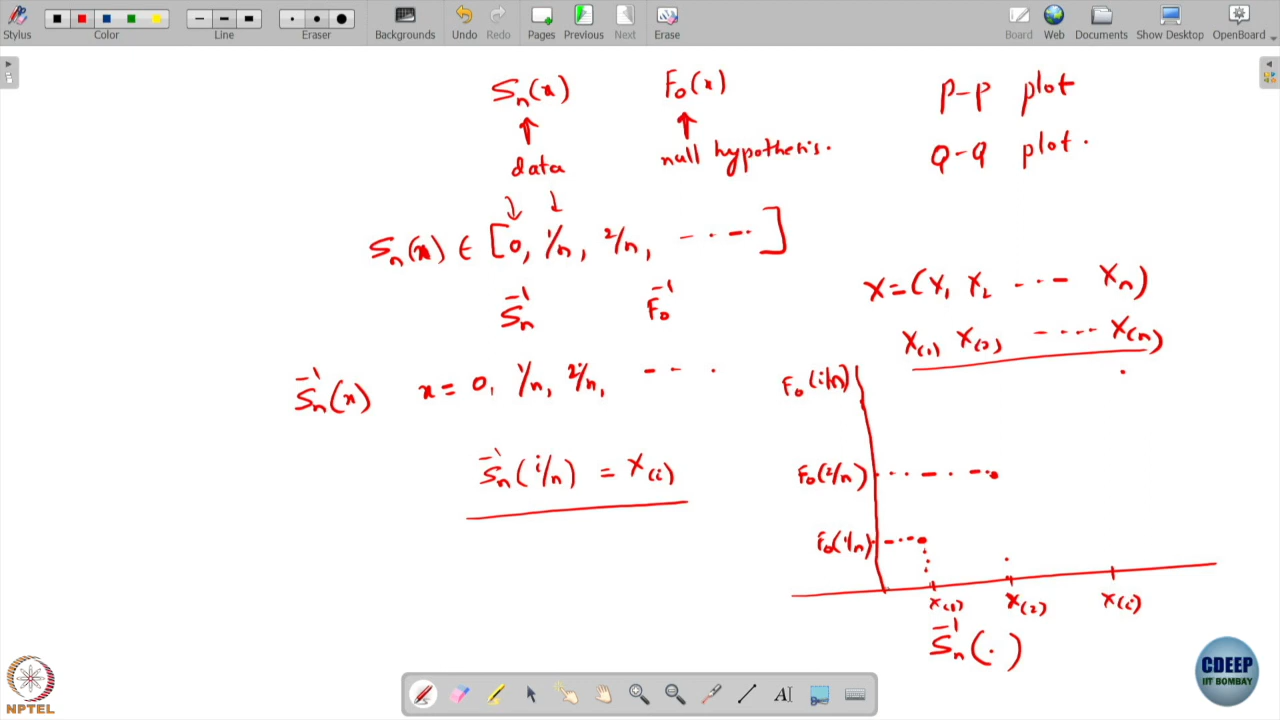 Stylus Color Line Eraser Backgrounds Undo Redo Pages Previous Next Erase Board Web Documents Show Desktop OpenBoard
Sₙ(x) F₀(x)
↑ ↑
data null hypothesis.
P-P plot
Q-Q plot.
↓ ↓
Sₙ(x) ∈ [0, 1/n, 2/n, ----]
Sₙ⁻¹ F₀⁻¹
Sₙ⁻¹(x) x = 0, 1/n, 2/n, ----
Sₙ⁻¹(i/n) = X₍ᵢ₎
X = (X₁ X₂ ---- Xₙ)
X₍₁₎ X₍₂₎ ---- X₍ₙ₎
F₀(i/n)
F₀(2/n)
F₀(1/n)
X₍₁₎ X₍₂₎ X₍ᵢ₎
Sₙ⁻¹(.)
NPTEL
CDEEP
IIT BOMBAY